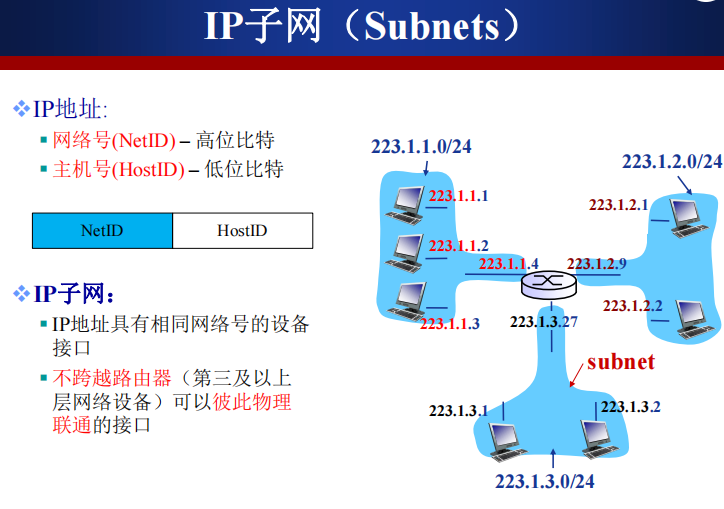 IP子网（Subnets）
IP地址:
网络号(NetID) – 高位比特
主机号(HostID) – 低位比特
NetID
HostID
IP子网：
IP地址具有相同网络号的设备
接口
不跨越路由器（第三及以上
层网络设备）可以彼此物理
联通的接口
223.1.1.0/24
223.1.2.0/24
223.1.1.1
223.1.2.1
223.1.1.2
223.1.1.4
223.1.2.9
223.1.2.2
223.1.1.3
223.1.3.27
subnet
223.1.3.1
223.1.3.2
223.1.3.0/24